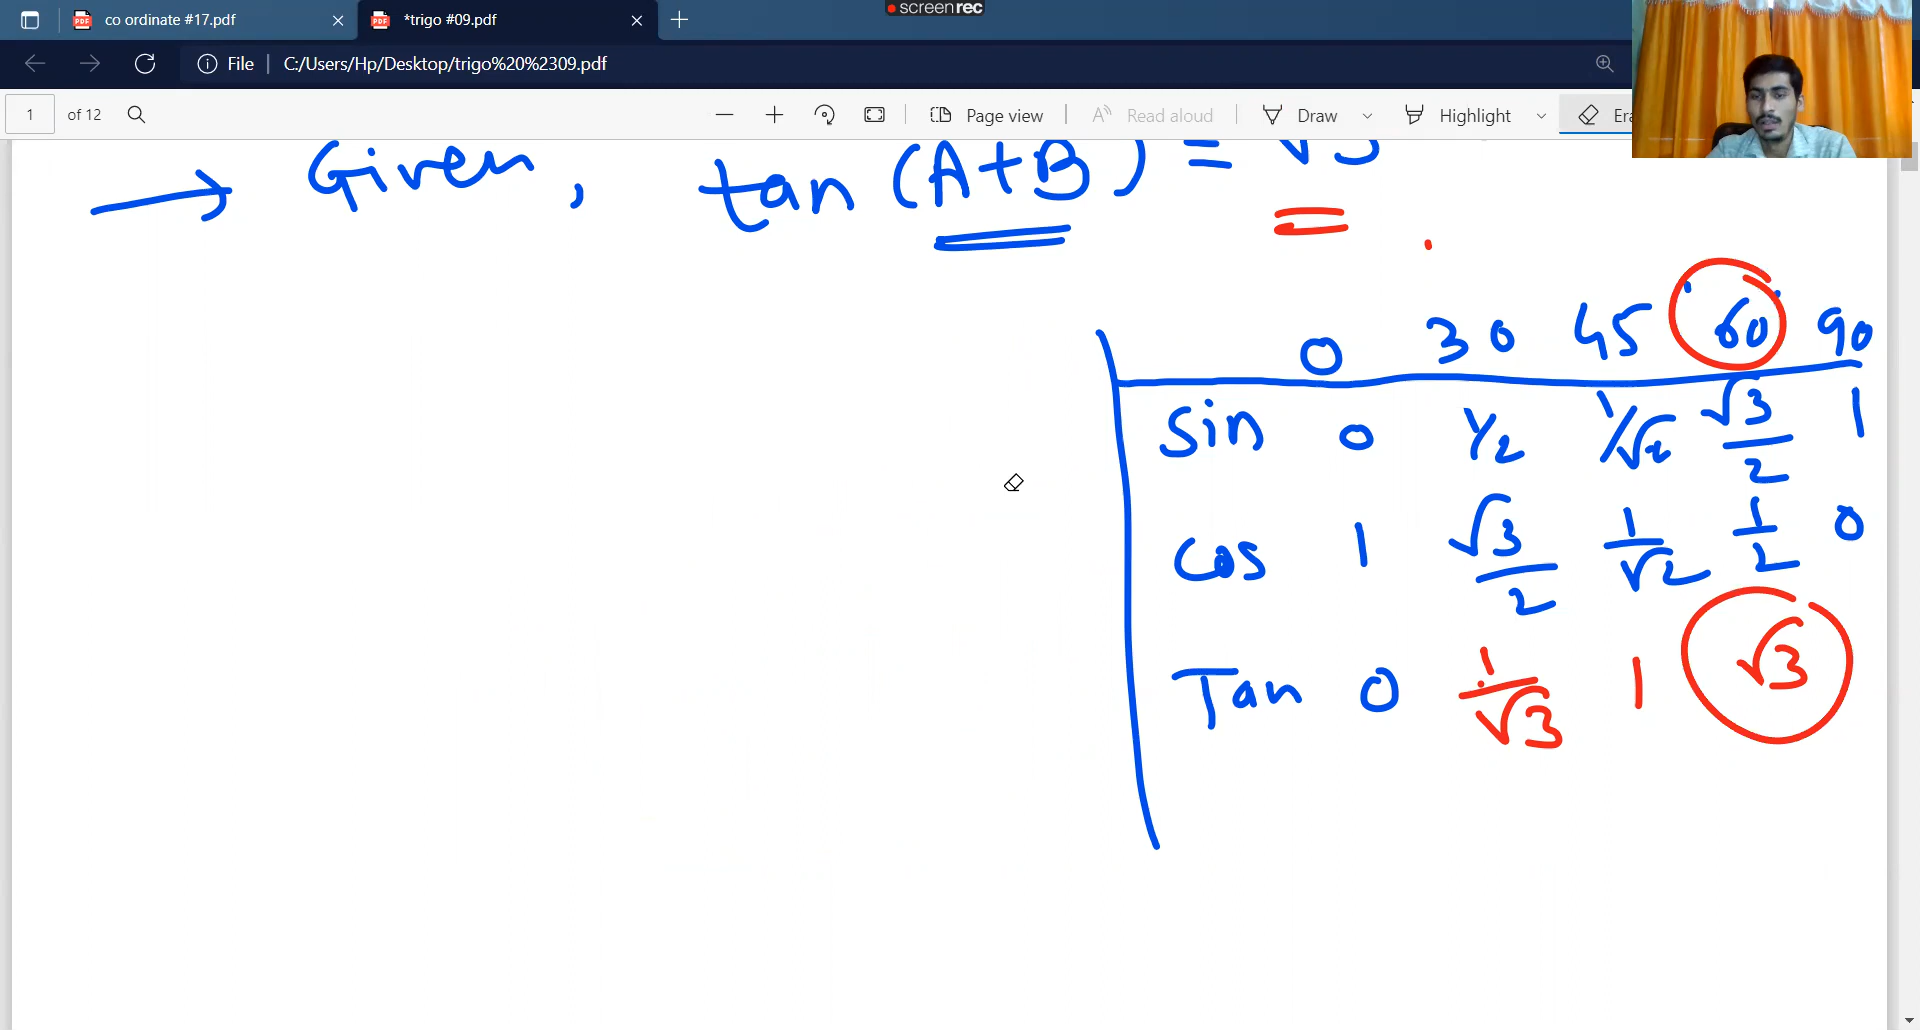 co ordinate #17.pdf
*trigo #09.pdf
screenrec
File
C:/Users/Hp/Desktop/trigo%20%2309.pdf
1 of 12
Page view
Read aloud
Draw
Highlight
Era
Given, tan (A+B) = √3
0 30 45 60 90
Sin 0 1/2 1/√2 √3/2 1
Cos 1 √3/2 1/√2 1/2 0
Tan 0 1/√3 1 √3